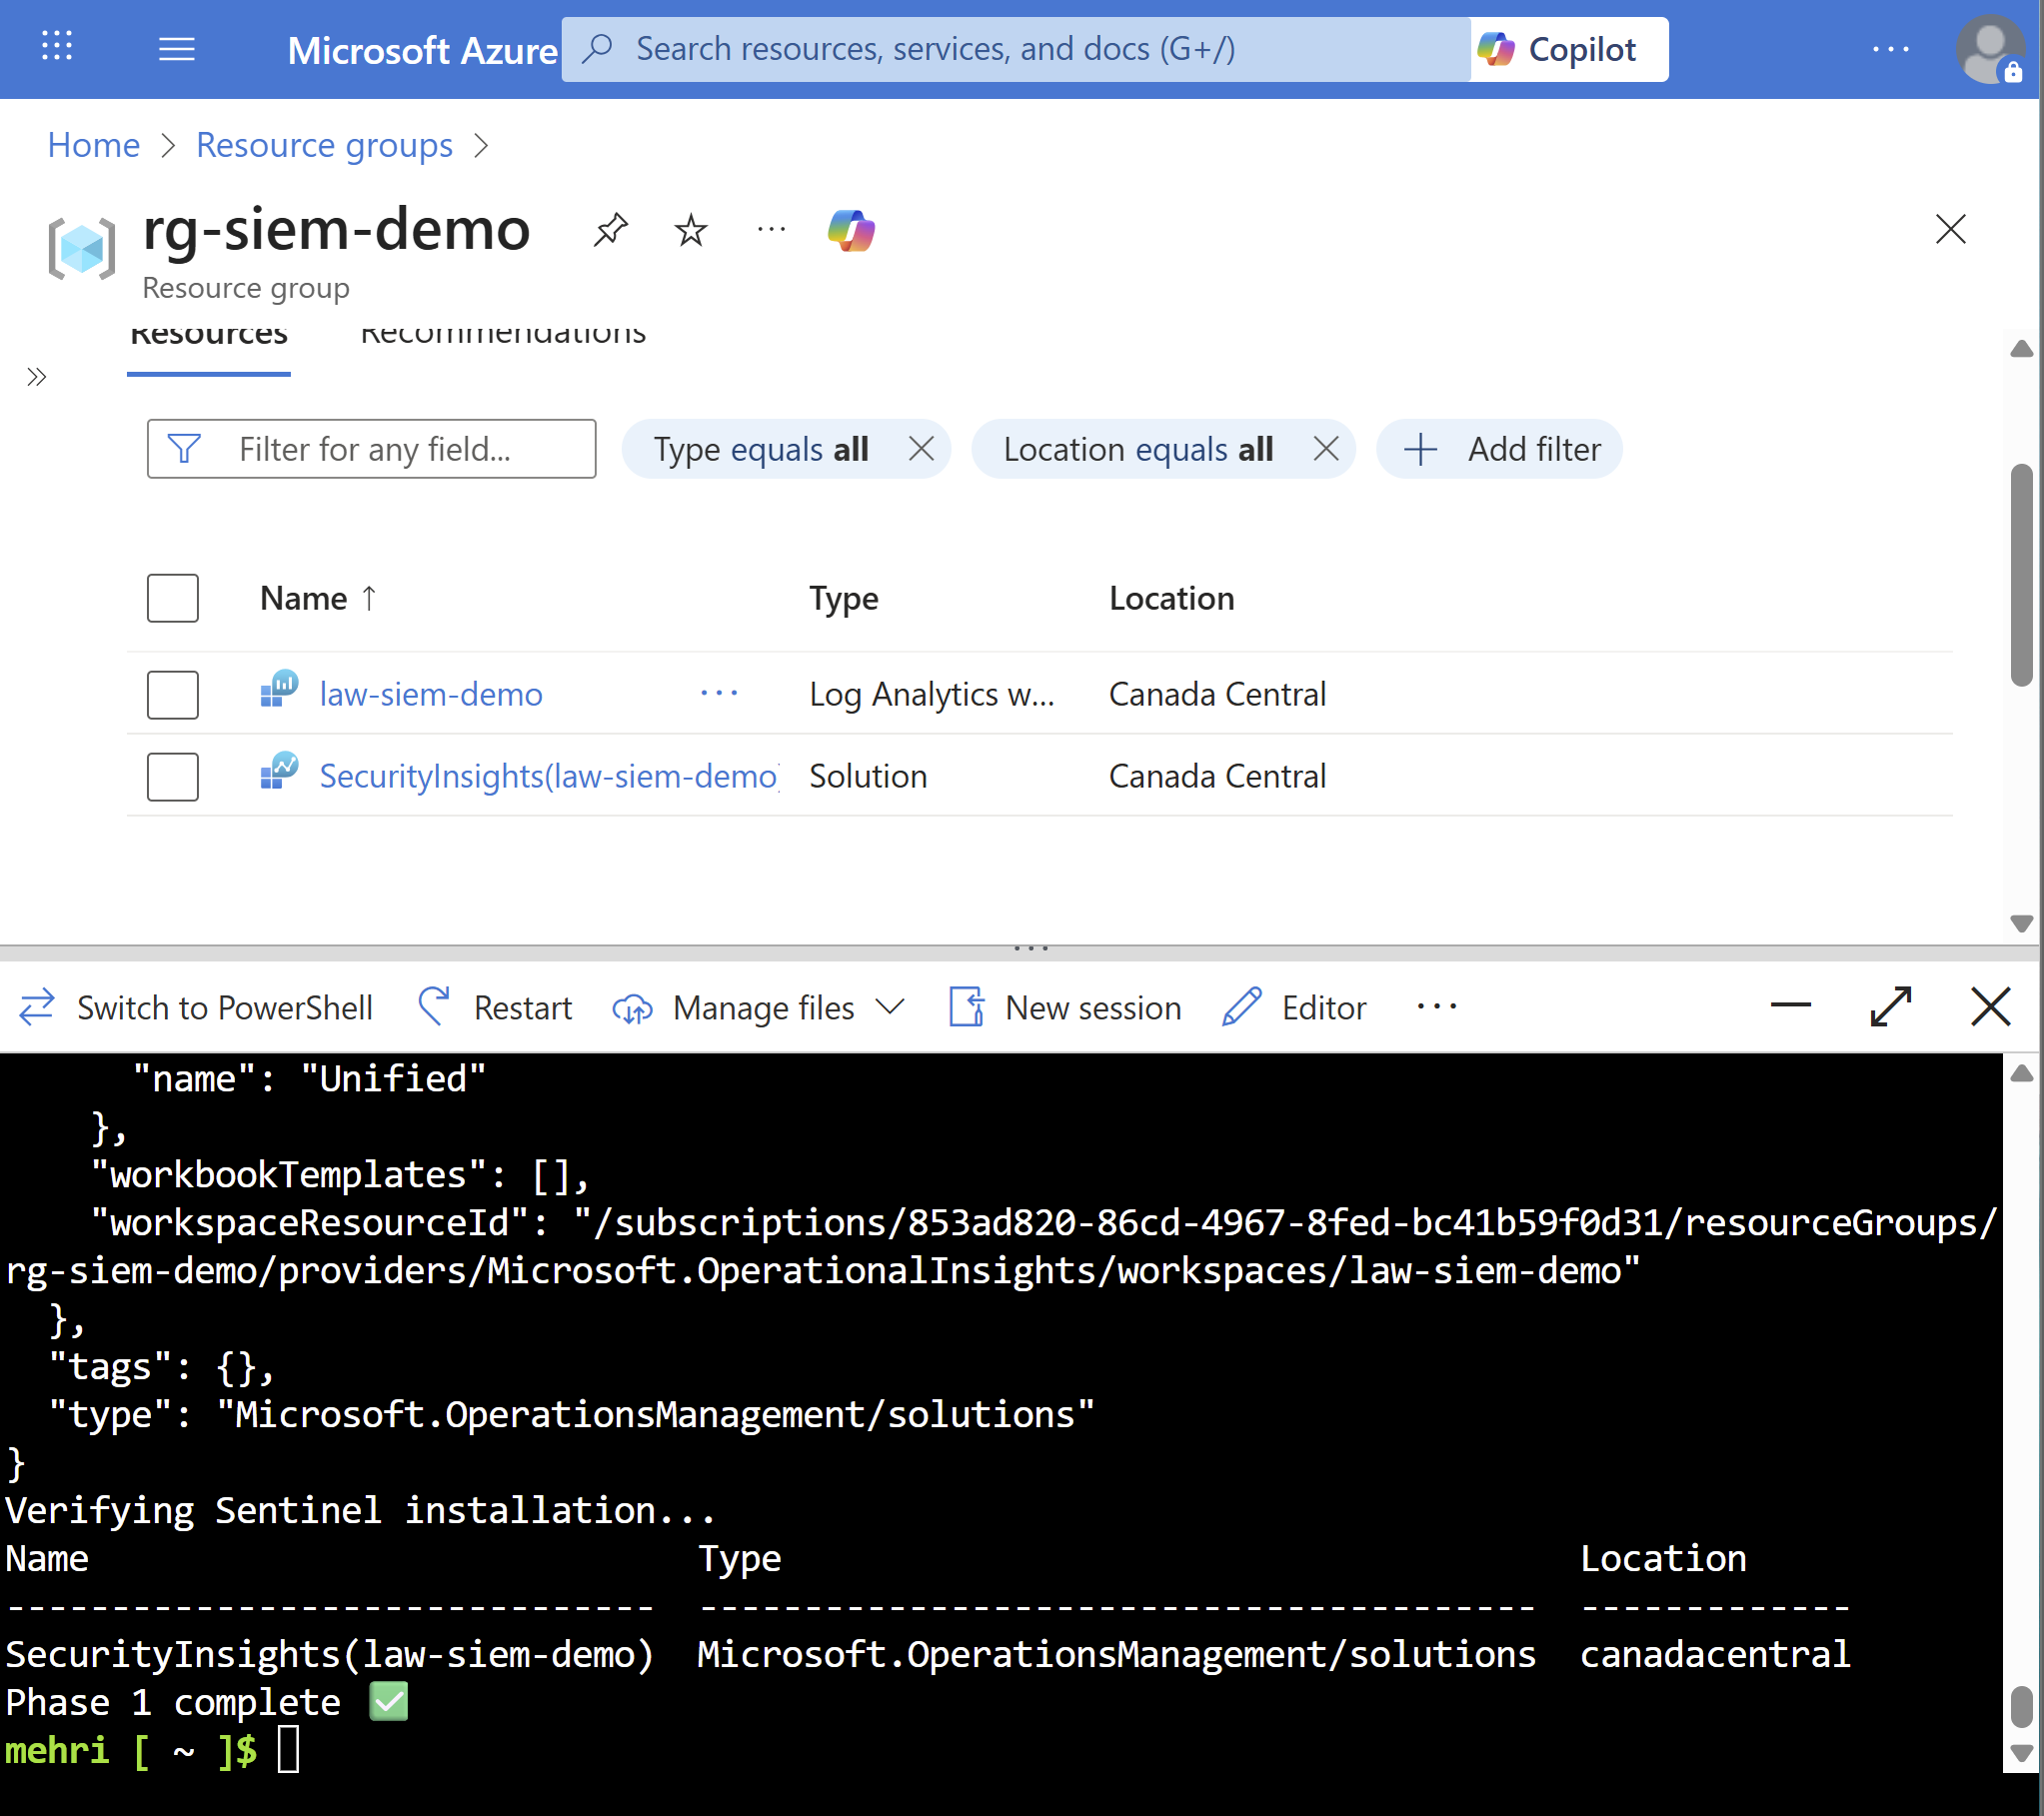 Microsoft Azure
Search resources, services, and docs (G+/)
Copilot
Home > Resource groups >
rg-siem-demo
Resource group
Resources Recommendations
Filter for any field...
Type equals all
Location equals all
Add filter
Name ↑ Type Location
law-siem-demo ... Log Analytics w... Canada Central
SecurityInsights(law-siem-demo) Solution Canada Central
Switch to PowerShell Restart Manage files New session Editor ...
"name": "Unified"
},
"workbookTemplates": [],
"workspaceResourceId": "/subscriptions/853ad820-86cd-4967-8fed-bc41b59f0d31/resourceGroups/
rg-siem-demo/providers/Microsoft.OperationalInsights/workspaces/law-siem-demo"
},
"tags": {},
"type": "Microsoft.OperationsManagement/solutions"
}
Verifying Sentinel installation...
Name Type Location
------------------------------- ---------------------------------------- -------------
SecurityInsights(law-siem-demo) Microsoft.OperationsManagement/solutions canadacentral
Phase 1 complete ✅
mehri [ ~ ]$